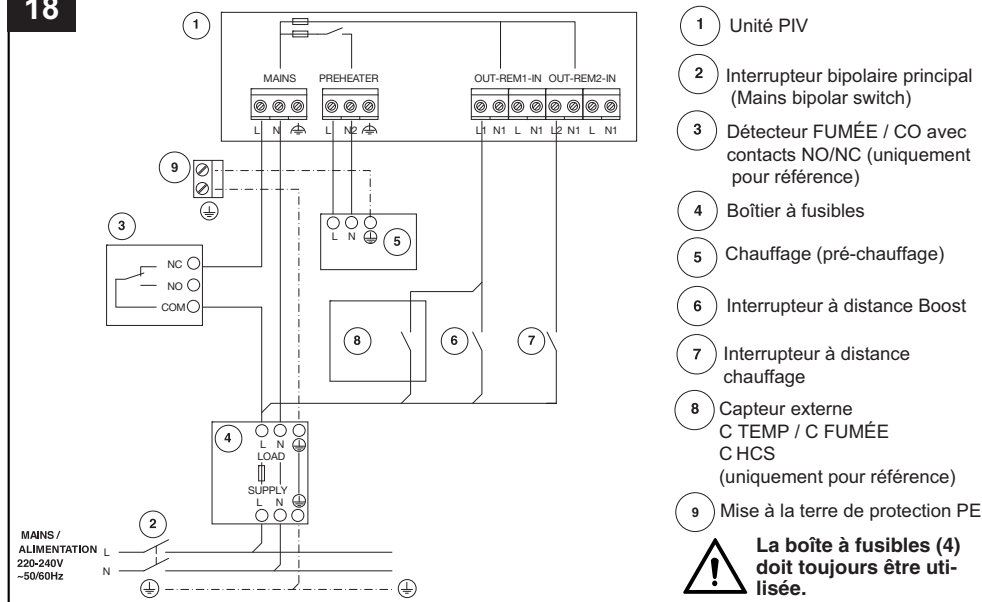 18
1
MAINS PREHEATER OUT-REM1-IN OUT-REM2-IN
L N L N2 L1 N1 L N1 L2 N1 L N1
9
3
NC
NO
COM
L N
5
8
6
7
4
L N
LOAD
SUPPLY
L N
2
MAINS /
ALIMENTATION
220-240V
~50/60Hz
L
N
1 Unité PIV
2 Interrupteur bipolaire principal
(Mains bipolar switch)
3 Détecteur FUMÉE / CO avec
contacts NO/NC (uniquement
pour référence)
4 Boîtier à fusibles
5 Chauffage (pré-chauffage)
6 Interrupteur à distance Boost
7 Interrupteur à distance
chauffage
8 Capteur externe
C TEMP / C FUMÉE
C HCS
(uniquement pour référence)
9 Mise à la terre de protection PE
La boîte à fusibles (4)
doit toujours être uti-
lisée.